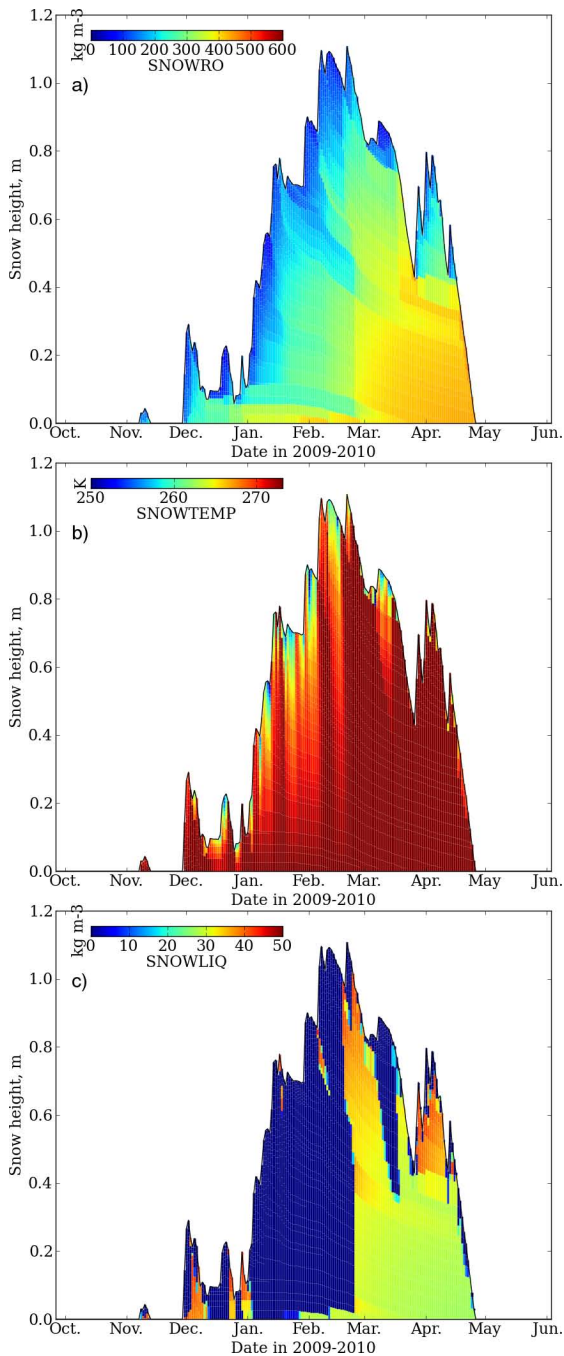 1.2
kg m-3
0 100 200 300 400 500 600
SNOWRO
a)
1.0
0.8
Snow height, m
0.6
0.4
0.2
0.0
Oct. Nov. Dec. Jan. Feb. Mar. Apr. May Jun.
Date in 2009-2010
1.2
K
250 260 270
SNOWTEMP
b)
1.0
0.8
Snow height, m
0.6
0.4
0.2
0.0
Oct. Nov. Dec. Jan. Feb. Mar. Apr. May Jun.
Date in 2009-2010
1.2
kg m-3
0 10 20 30 40 50
SNOWLIQ
c)
1.0
0.8
Snow height, m
0.6
0.4
0.2
0.0
Oct. Nov. Dec. Jan. Feb. Mar. Apr. May Jun.
Date in 2009-2010